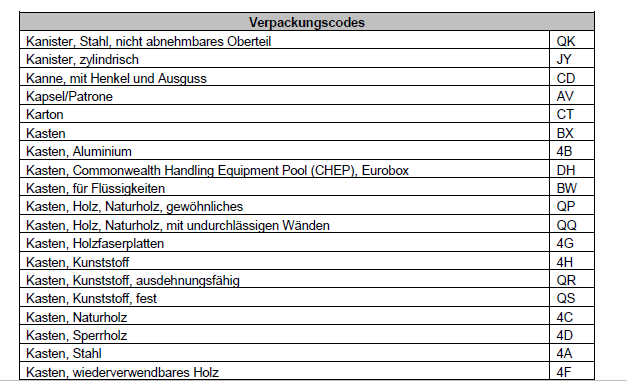 Verpackungscodes
Kanister, Stahl, nicht abnehmbares Oberteil QK
Kanister, zylindrisch JY
Kanne, mit Henkel und Ausguss CD
Kapsel/Patrone AV
Karton CT
Kasten BX
Kasten, Aluminium 4B
Kasten, Commonwealth Handling Equipment Pool (CHEP), Eurobox DH
Kasten, für Flüssigkeiten BW
Kasten, Holz, Naturholz, gewöhnliches QP
Kasten, Holz, Naturholz, mit undurchlässigen Wänden QQ
Kasten, Holzfaserplatten 4G
Kasten, Kunststoff 4H
Kasten, Kunststoff, ausdehnungsfähig QR
Kasten, Kunststoff, fest QS
Kasten, Naturholz 4C
Kasten, Sperrholz 4D
Kasten, Stahl 4A
Kasten, wiederverwendbares Holz 4F